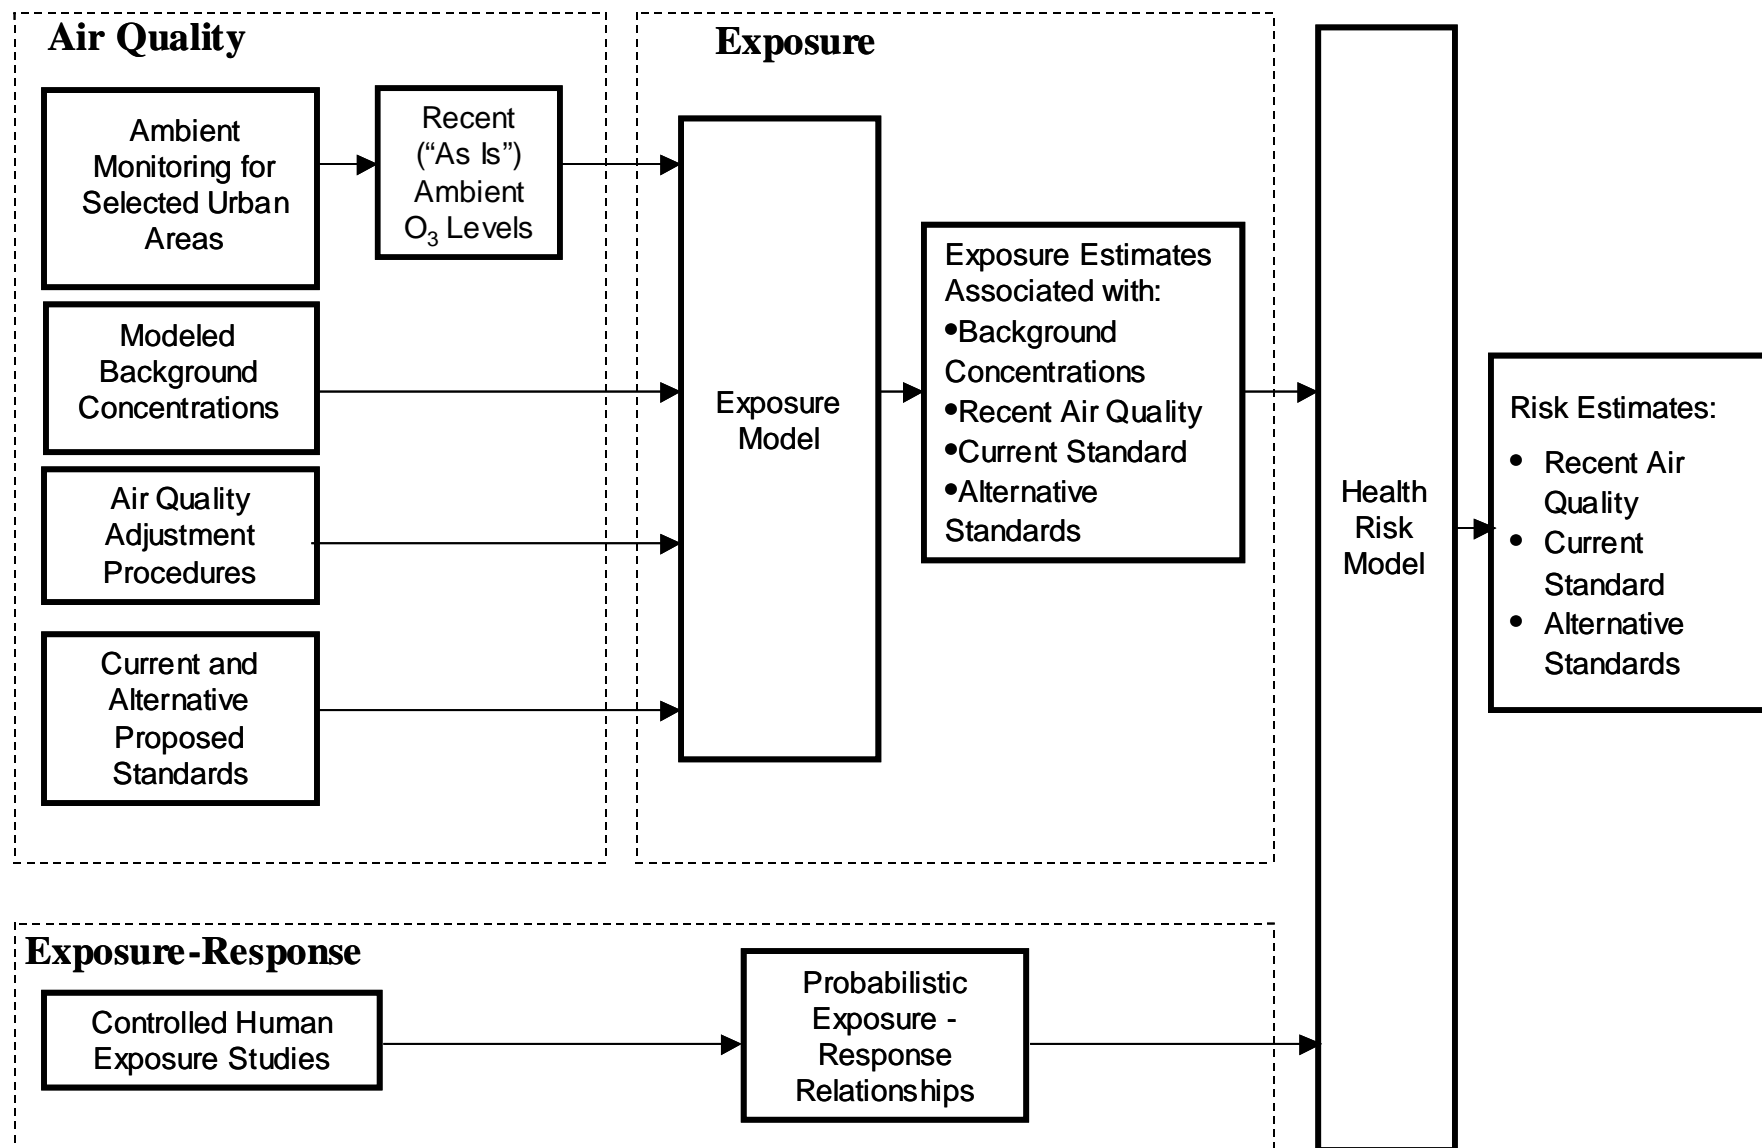 Air Quality
Ambient
Monitoring for
Selected Urban
Areas
Recent
(“As Is”)
Ambient
O₃ Levels
Modeled
Background
Concentrations
Air Quality
Adjustment
Procedures
Current and
Alternative
Proposed
Standards
Exposure
Exposure
Model
Exposure Estimates
Associated with:
•Background
Concentrations
•Recent Air Quality
•Current Standard
•Alternative
Standards
Health
Risk
Model
Risk Estimates:
• Recent Air
Quality
• Current
Standard
• Alternative
Standards
Exposure-Response
Controlled Human
Exposure Studies
Probabilistic
Exposure -
Response
Relationships